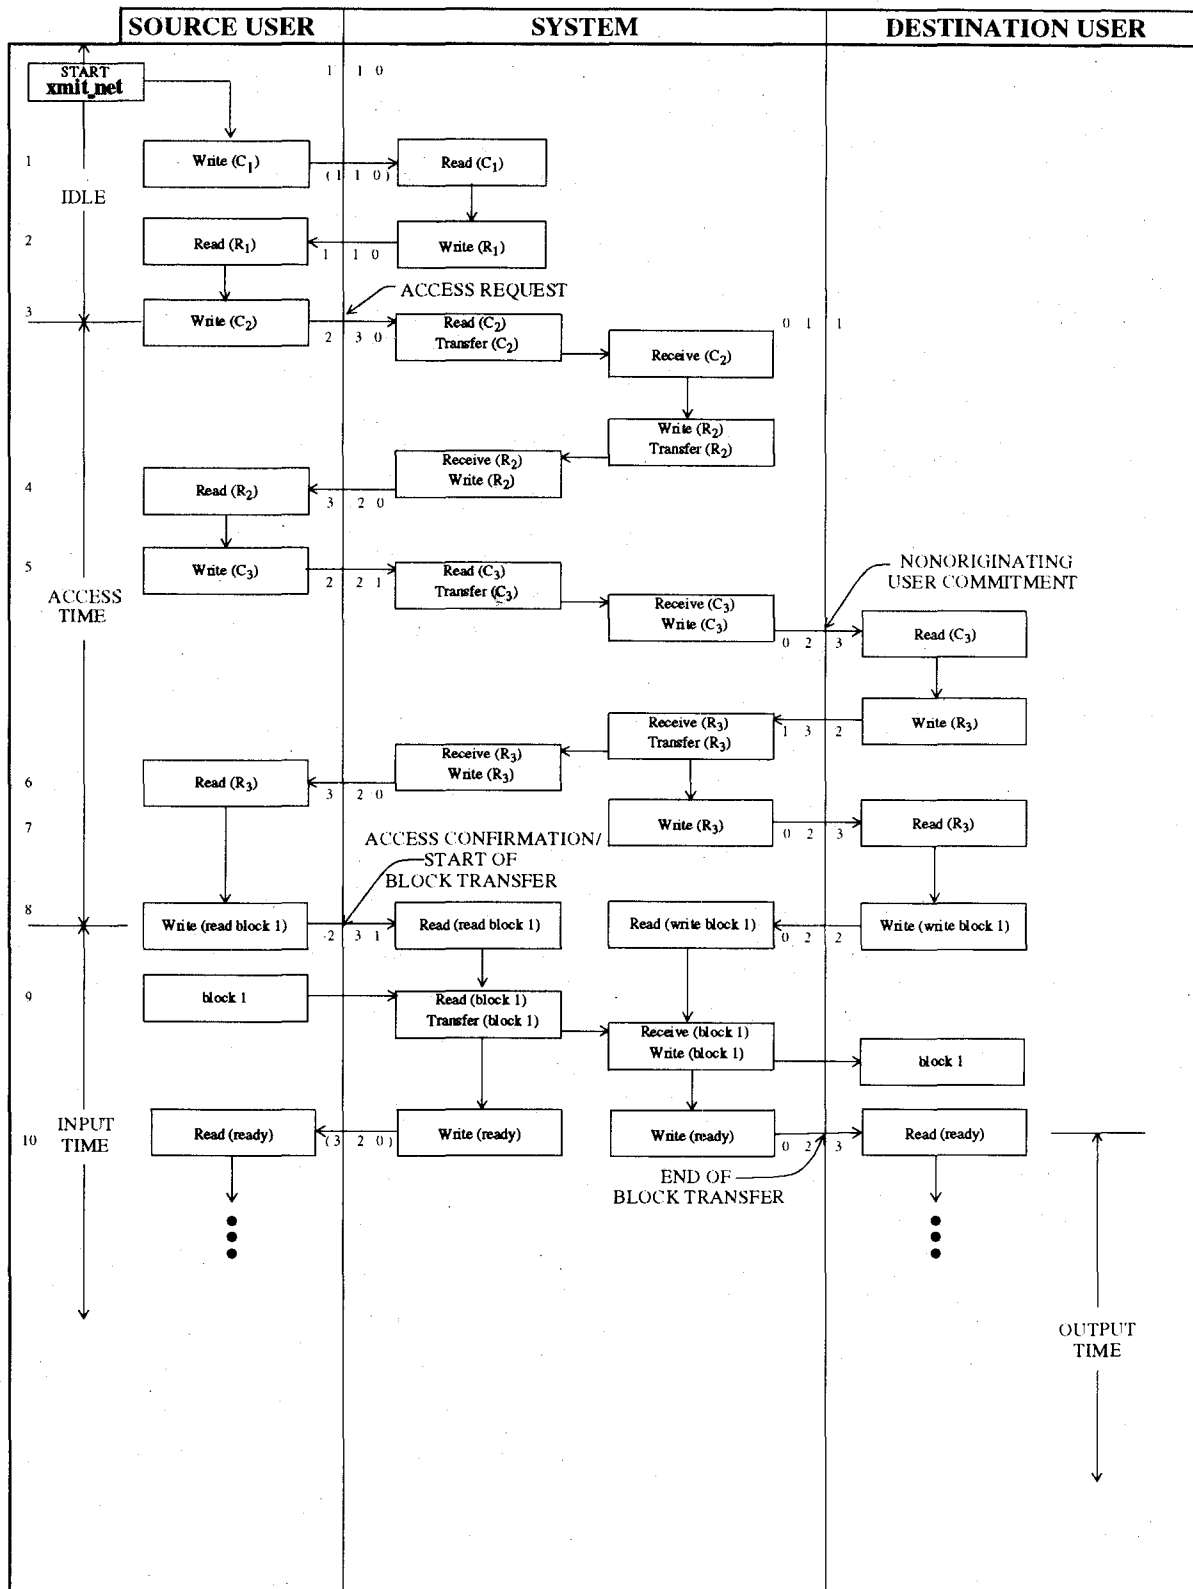 SOURCE USER SYSTEM DESTINATION USER
START 1 1 0
xmit_net
1 Write (C1) (1 1 0) Read (C1)
IDLE
2 Read (R1) 1 1 0 Write (R1)
ACCESS REQUEST
3 Write (C2) 2 3 0 Read (C2) 0 1 1
Transfer (C2) Receive (C2)
Write (R2)
Transfer (R2)
Receive (R2)
4 Read (R2) 3 2 0 Write (R2)
NONORIGINATING
USER COMMITMENT
5 Write (C3) 2 2 1 Read (C3)
Transfer (C3)
ACCESS
TIME
Receive (C3)
Write (C3) 0 2 3 Read (C3)
Receive (R3) 1 3 2 Write (R3)
Transfer (R3)
Receive (R3)
6 Read (R3) 3 2 0 Write (R3)
7 Write (R3) 0 2 3 Read (R3)
ACCESS CONFIRMATION/
START OF
BLOCK TRANSFER
8 Write (read block 1) 2 3 1 Read (read block 1) Read (write block 1) 0 2 2 Write (write block 1)
9 block 1 Read (block 1)
Transfer (block 1)
Receive (block 1)
Write (block 1) block 1
INPUT
TIME
10 Read (ready) (3 2 0) Write (ready) Write (ready) 0 2 3 Read (ready)
END OF
BLOCK TRANSFER
OUTPUT
TIME